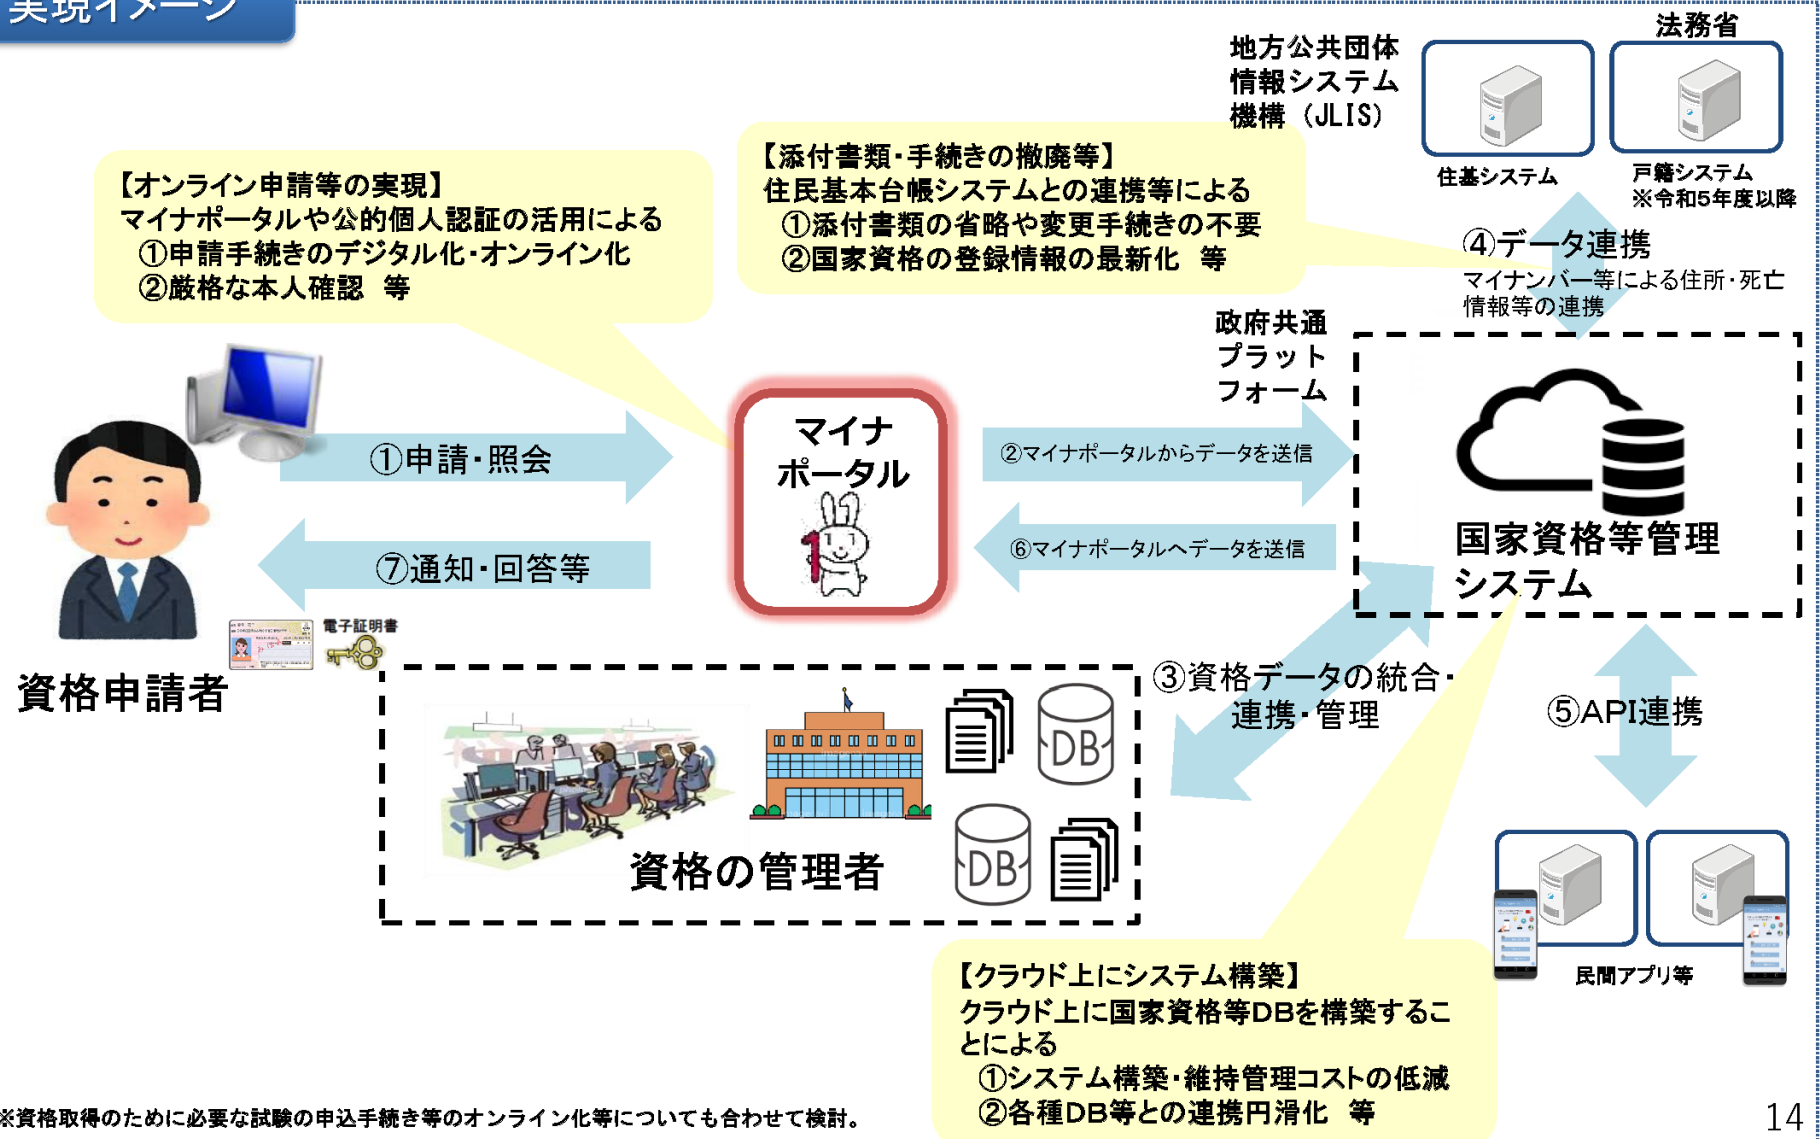 実現イメージ
法務省
地方公共団体
情報システム
機構（JLIS）
住基システム
戸籍システム
※令和5年度以降
【オンライン申請等の実現】
マイナポータルや公的個人認証の活用による
①申請手続きのデジタル化・オンライン化
②厳格な本人確認　等
【添付書類・手続きの撤廃等】
住民基本台帳システムとの連携等による
①添付書類の省略や変更手続きの不要
②国家資格の登録情報の最新化　等
④データ連携
マイナンバー等による住所・死亡
情報等の連携
政府共通
プラット
フォーム
マイナ
ポータル
1
①申請・照会
②マイナポータルからデータを送信
⑥マイナポータルへデータを送信
⑦通知・回答等
国家資格等管理
システム
電子証明書
資格申請者
③資格データの統合・
連携・管理
⑤API連携
DB
DB
資格の管理者
民間アプリ等
【クラウド上にシステム構築】
クラウド上に国家資格等DBを構築するこ
とによる
①システム構築・維持管理コストの低減
②各種DB等との連携円滑化　等
※資格取得のために必要な試験の申込手続き等のオンライン化等についても合わせて検討。
14